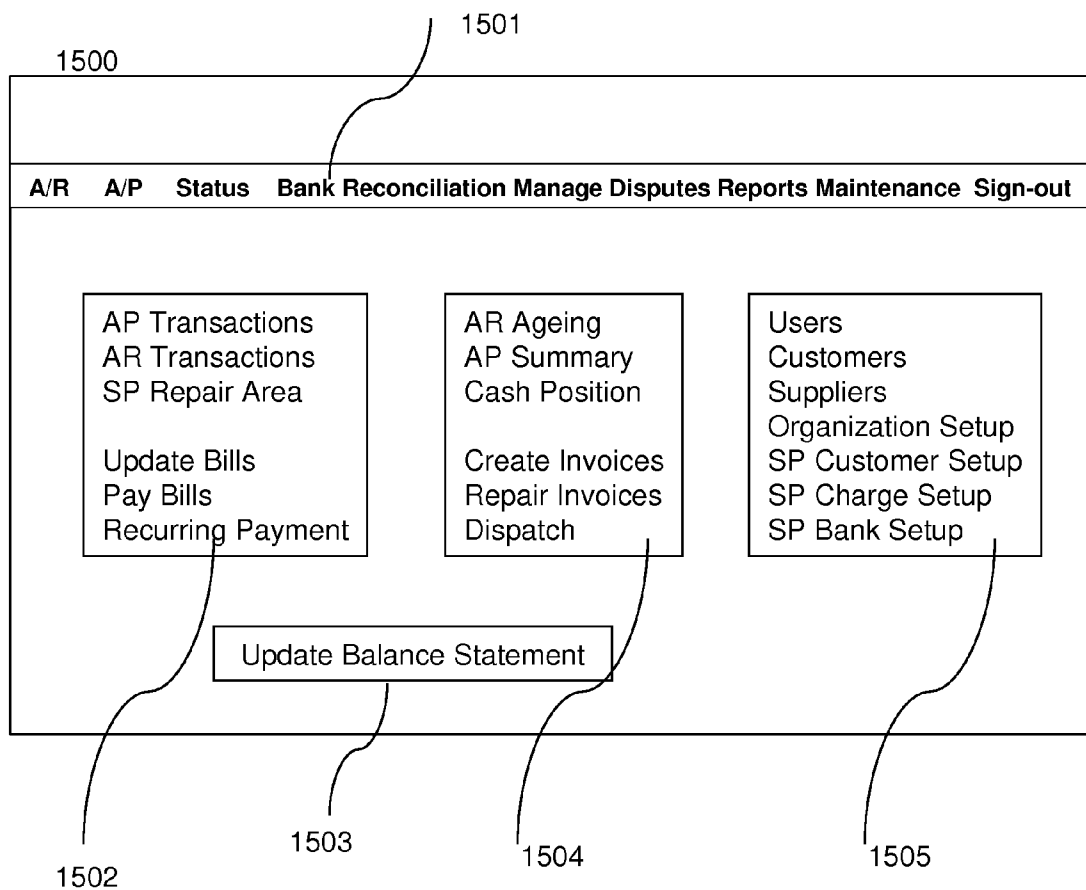 1501
1500
A/R A/P Status Bank Reconciliation Manage Disputes Reports Maintenance Sign-out
AP Transactions
AR Transactions
SP Repair Area
Update Bills
Pay Bills
Recurring Payment
AR Ageing
AP Summary
Cash Position
Create Invoices
Repair Invoices
Dispatch
Users
Customers
Suppliers
Organization Setup
SP Customer Setup
SP Charge Setup
SP Bank Setup
Update Balance Statement
1503
1504
1505
1502